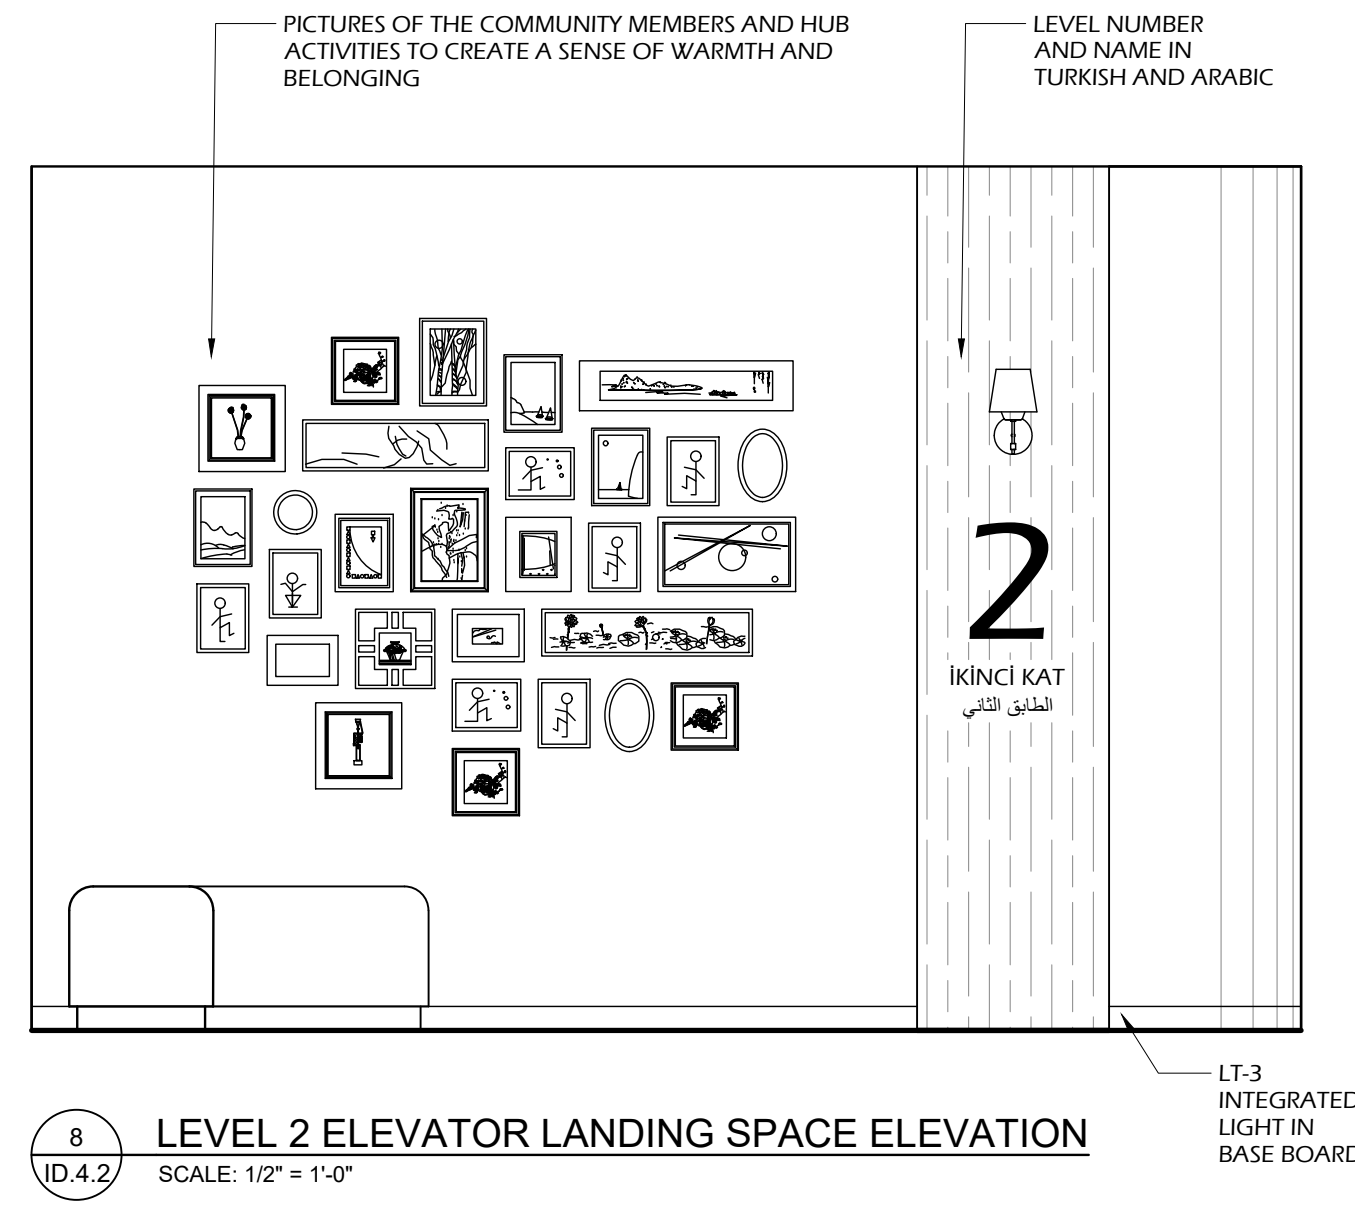 PICTURES OF THE COMMUNITY MEMBERS AND HUB
ACTIVITIES TO CREATE A SENSE OF WARMTH AND
BELONGING
LEVEL NUMBER
AND NAME IN
TURKISH AND ARABIC
2
İKİNCİ KAT
الطابق الثاني
LT-3
INTEGRATED
LIGHT IN
BASE BOARD
8
ID.4.2
LEVEL 2 ELEVATOR LANDING SPACE ELEVATION
SCALE: 1/2" = 1'-0"